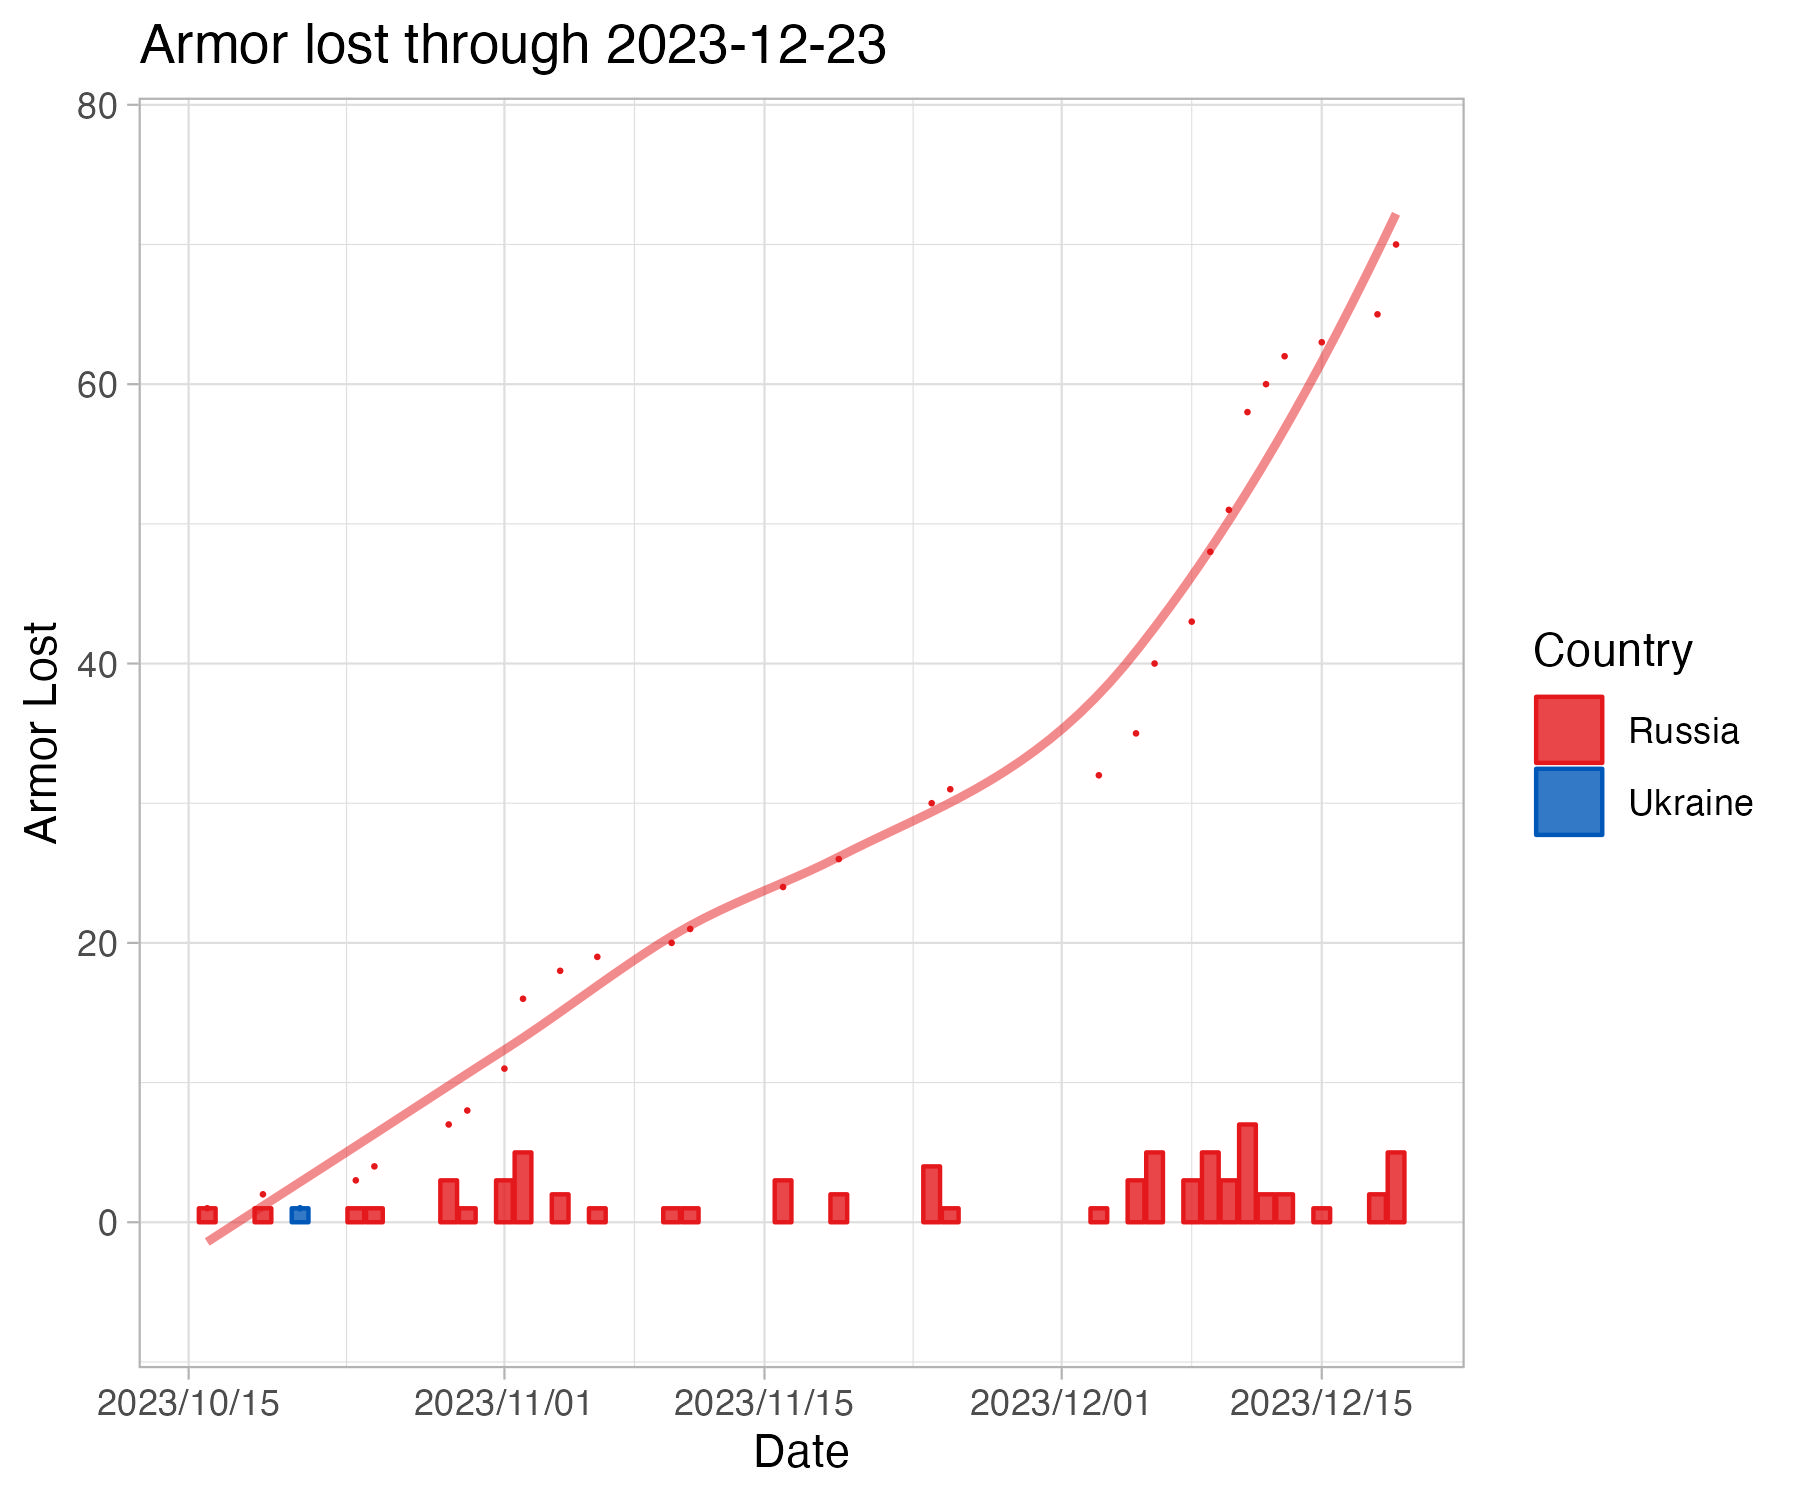 Armor lost through 2023-12-23
80
60
40
20
0
Armor Lost
2023/10/15
2023/11/01
2023/11/15
2023/12/01
2023/12/15
Date
Country
Russia
Ukraine